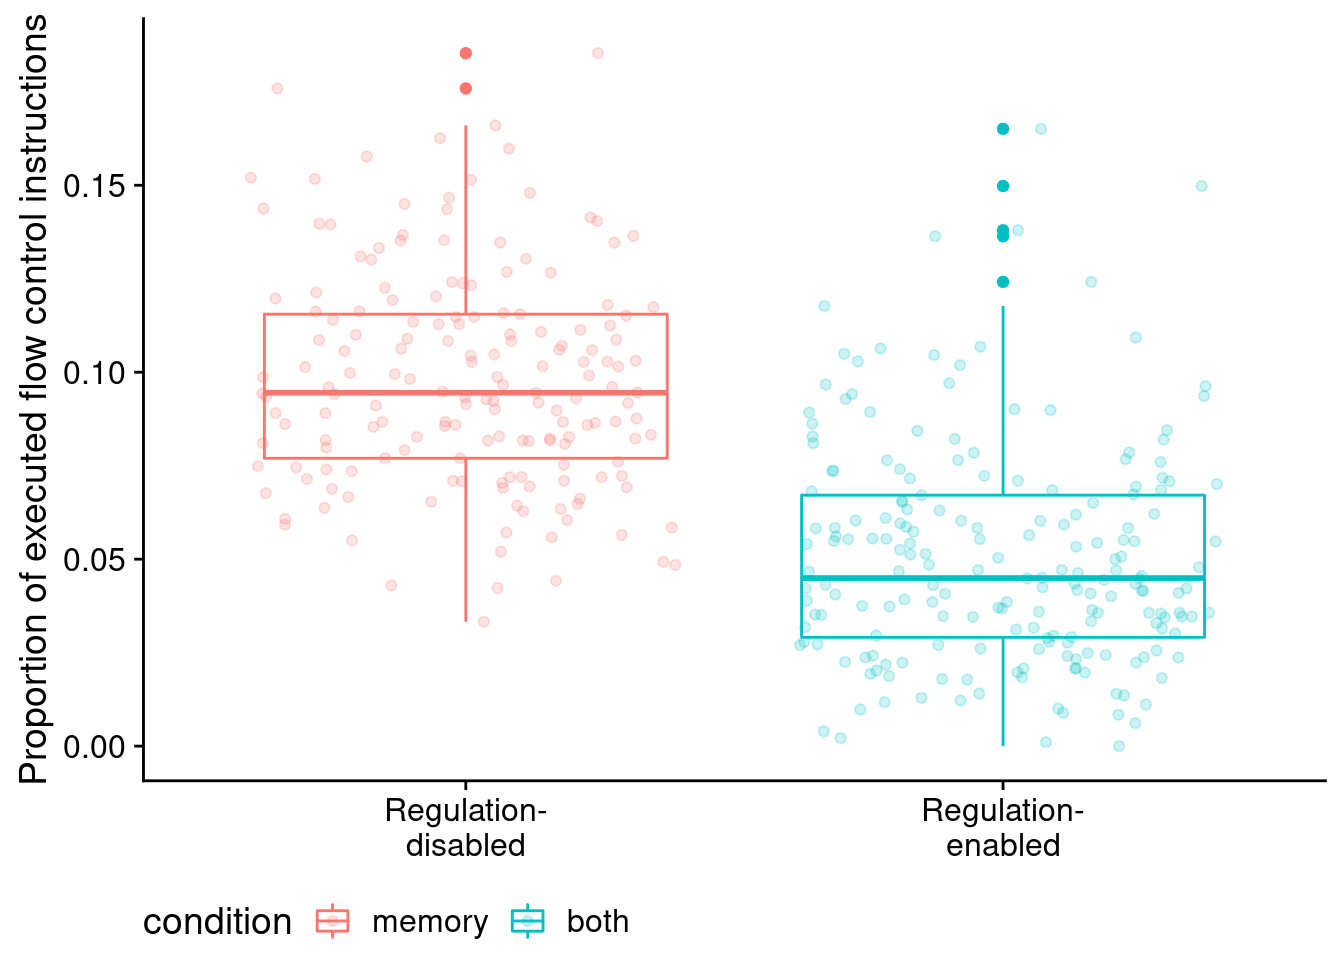 Proportion of executed flow control instructions
0.15
0.10
0.05
0.00
Regulation-
disabled
Regulation-
enabled
condition
memory
both